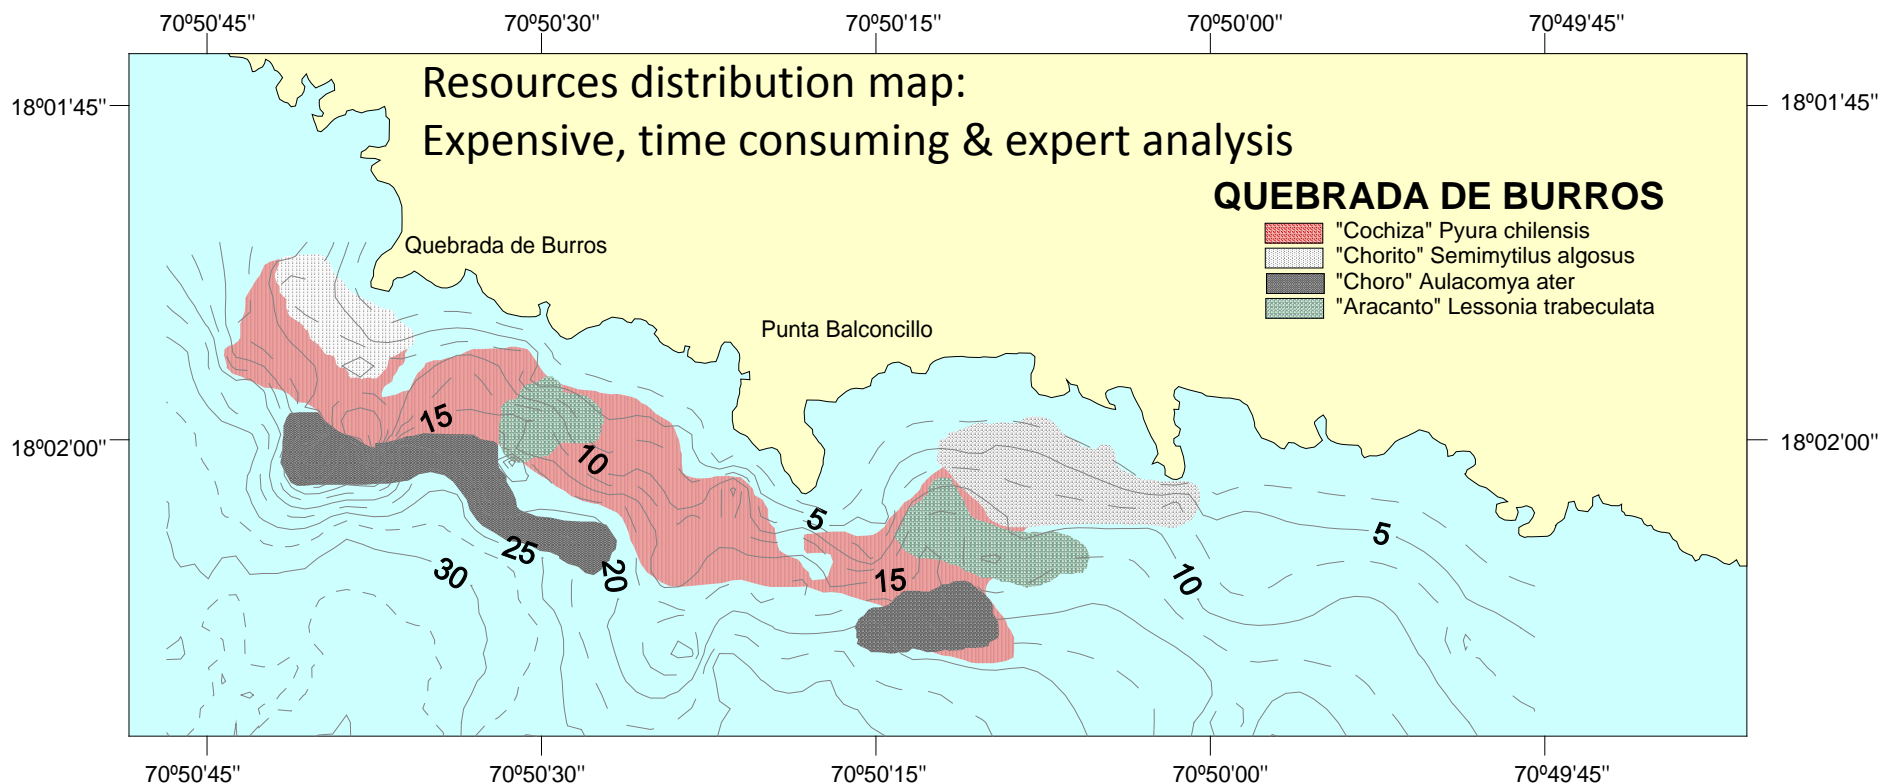 70º50'45" 70º50'30" 70º50'15" 70º50'00" 70º49'45"
Resources distribution map:
18º01'45" 18º01'45"
Expensive, time consuming & expert analysis
QUEBRADA DE BURROS
"Cochiza" Pyura chilensis
"Chorito" Semimytilus algosus
"Choro" Aulacomya ater
"Aracanto" Lessonia trabeculata
Quebrada de Burros
Punta Balconcillo
15
18º02'00" 18º02'00"
10
5
5
25
30
20
15
10
70º50'45" 70º50'30" 70º50'15" 70º50'00" 70º49'45"